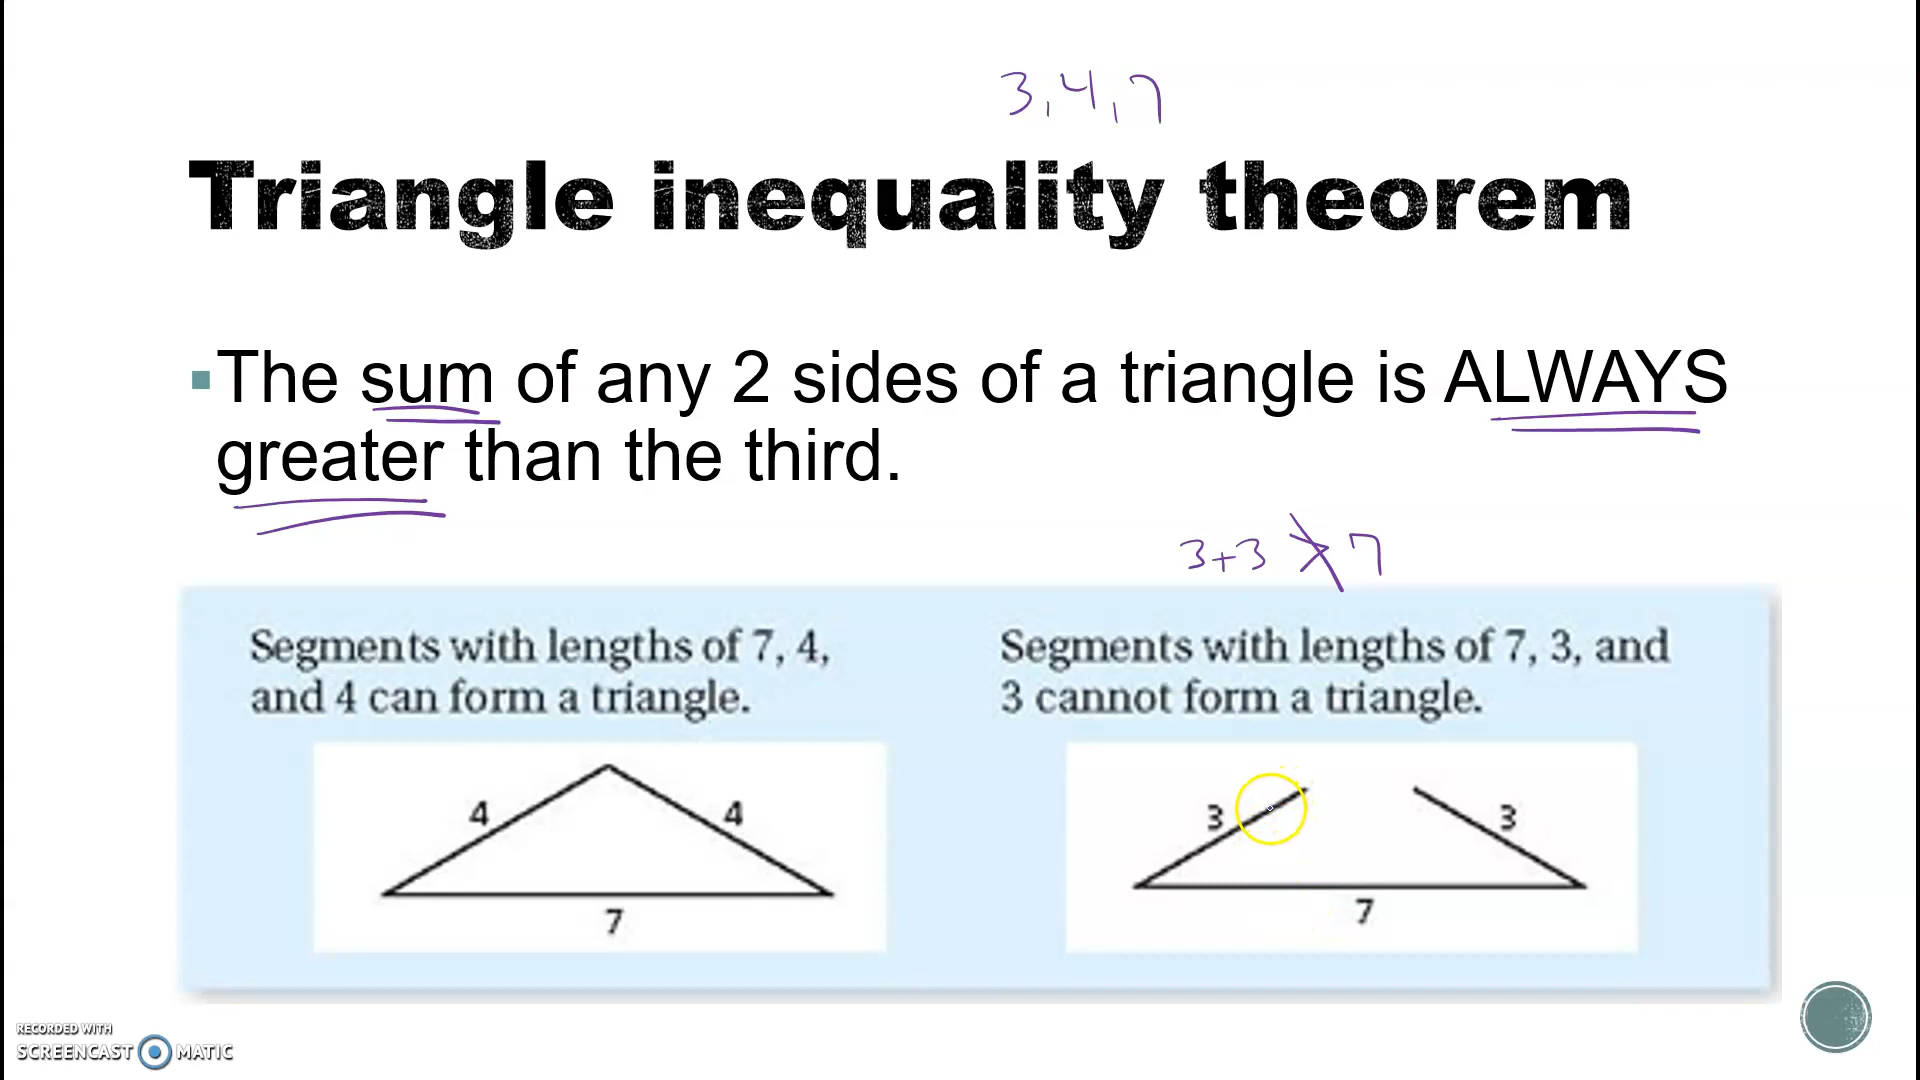 3, 4, 7
Triangle inequality theorem
▪The sum of any 2 sides of a triangle is ALWAYS
greater than the third.
3+3 ≯ 7
Segments with lengths of 7, 4,
and 4 can form a triangle.
4
4
7
Segments with lengths of 7, 3, and
3 cannot form a triangle.
3
3
7
RECORDED WITH
SCREENCAST MATIC